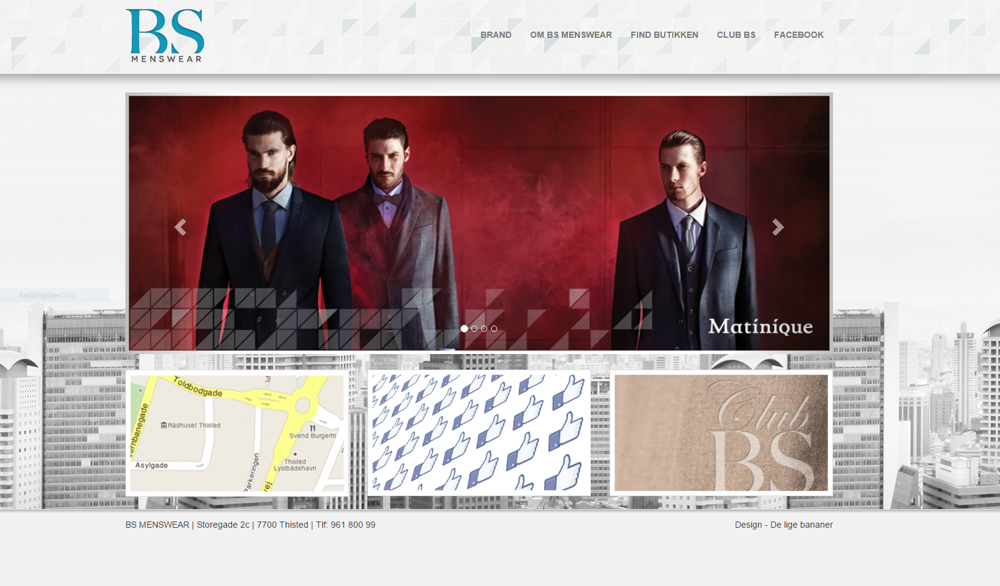 BS
MENSWEAR
BRAND
OM BS MENSWEAR
FIND BUTIKKEN
CLUB BS
FACEBOOK
Rektangulært klip
Matinique
Toldbodgade
Rådhuset Thisted
Svend Burgerfri
Asylgade
Thisted
Lystbådehavn
Parkeringen
vej
Club
BS
BS MENSWEAR | Storegade 2c | 7700 Thisted | Tlf: 961 800 99
Design - De lige bananer